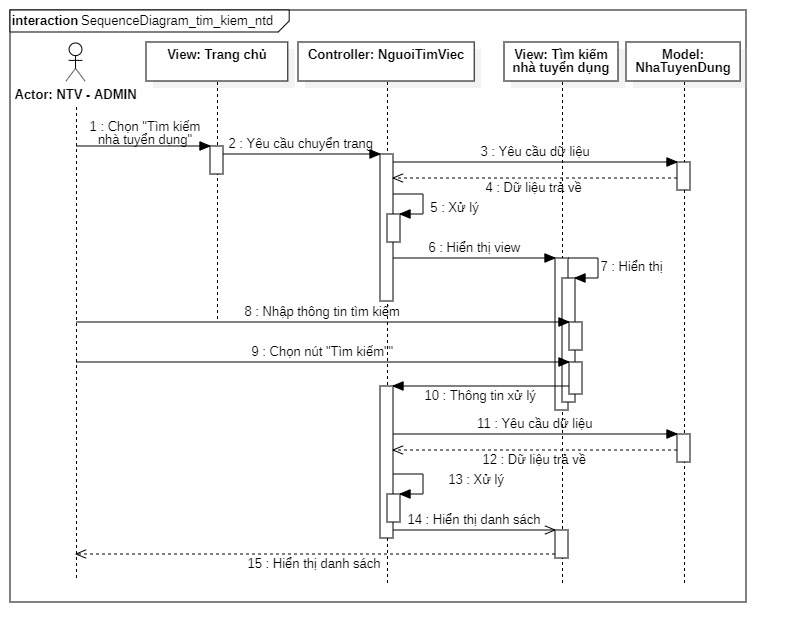 interaction SequenceDiagram_tim_kiem_ntd
View: Trang chủ
Controller: NguoiTimViec
View: Tìm kiếm
nhà tuyển dụng
Model:
NhaTuyenDung
Actor: NTV - ADMIN
1 : Chọn "Tìm kiếm
nhà tuyển dụng"
2 : Yêu cầu chuyển trang
3 : Yêu cầu dữ liệu
4 : Dữ liệu trả về
5 : Xử lý
6 : Hiển thị view
7 : Hiển thị
8 : Nhập thông tin tìm kiếm
9 : Chọn nút "Tìm kiếm""
10 : Thông tin xử lý
11 : Yêu cầu dữ liệu
12 : Dữ liệu trả về
13 : Xử lý
14 : Hiển thị danh sách
15 : Hiển thị danh sách